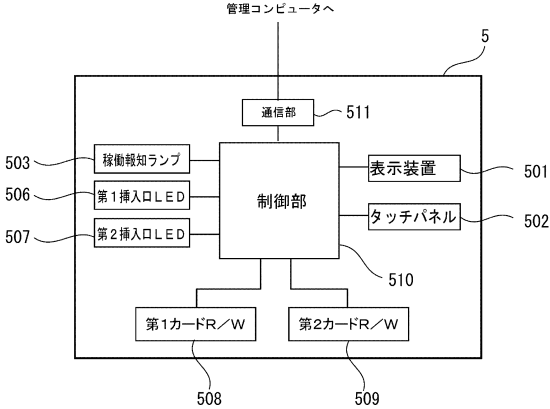 管理コンピュータへ
5
通信部
511
503
稼働報知ランプ
506
第1挿入口LED
507
第2挿入口LED
制御部
表示装置
501
タッチパネル
502
510
第1カードR/W
第2カードR/W
508
509